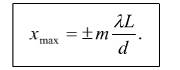 x_max = ± m λL/d.